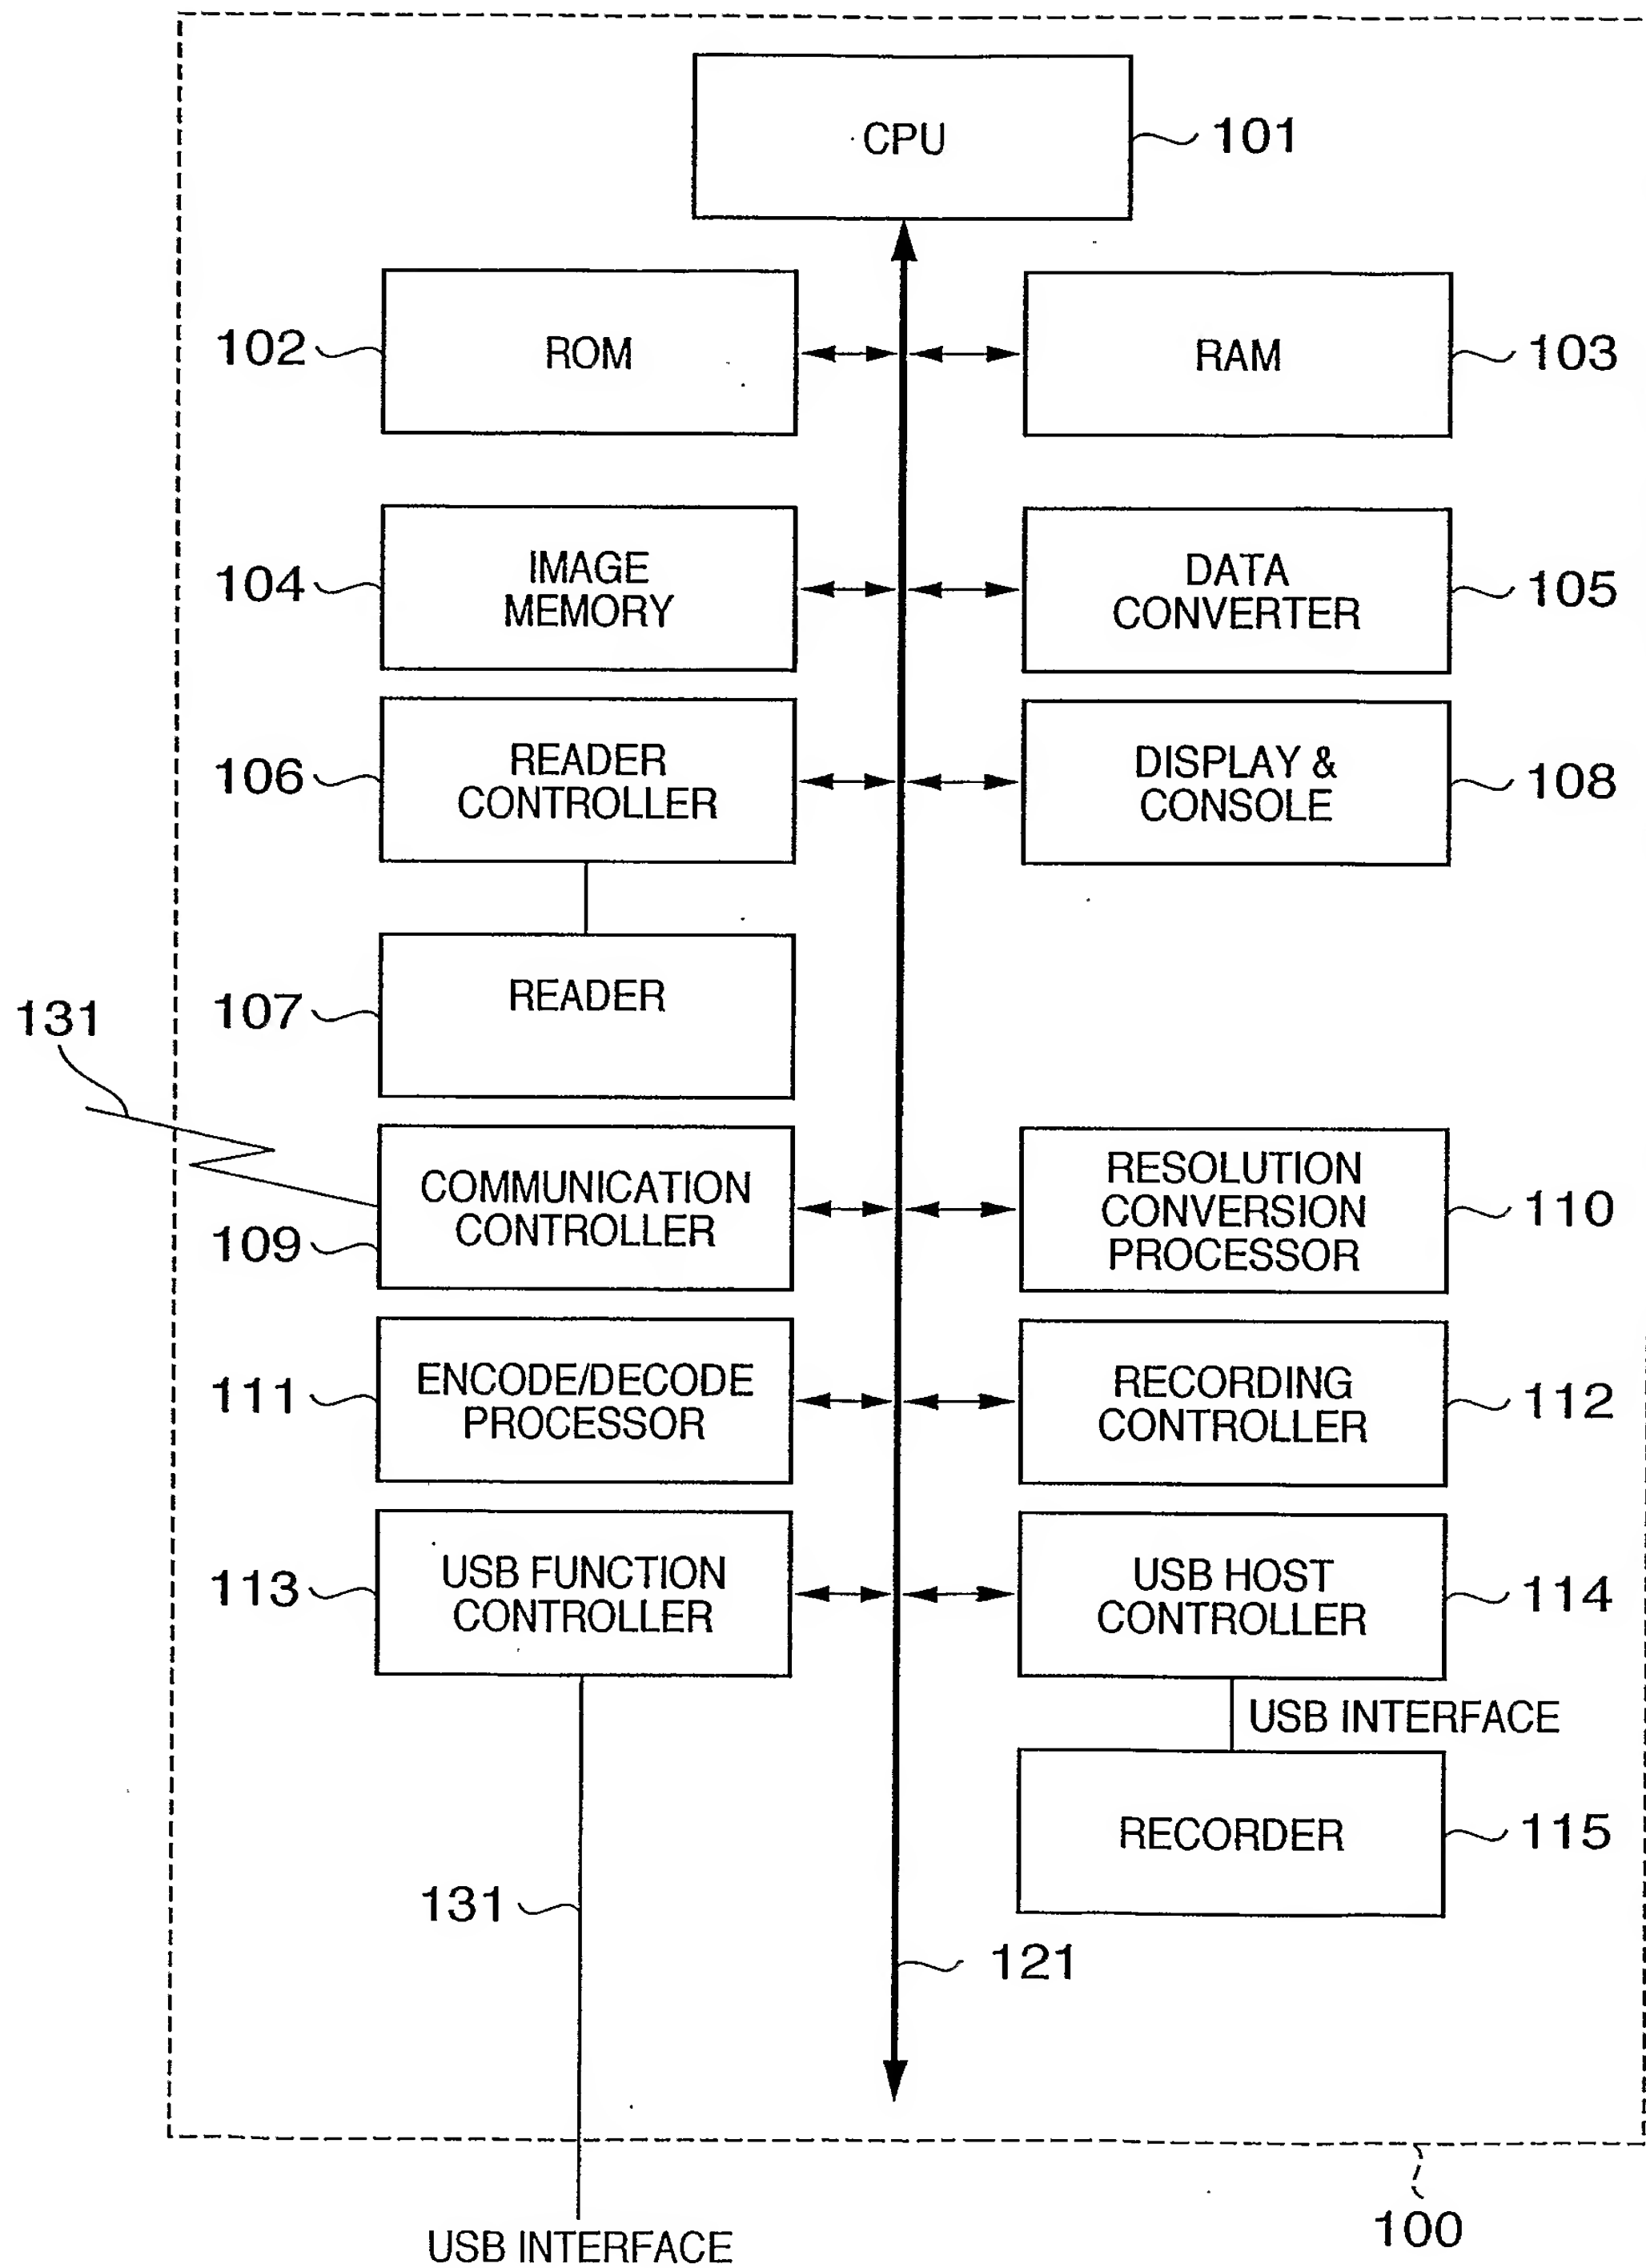 CPU
101
102
ROM
RAM
103
104
IMAGE
MEMORY
DATA
CONVERTER
105
106
READER
CONTROLLER
DISPLAY &
CONSOLE
108
107
READER
131
109
COMMUNICATION
CONTROLLER
RESOLUTION
CONVERSION
PROCESSOR
110
111
ENCODE/DECODE
PROCESSOR
RECORDING
CONTROLLER
112
113
USB FUNCTION
CONTROLLER
USB HOST
CONTROLLER
114
USB INTERFACE
RECORDER
115
131
121
100
USB INTERFACE